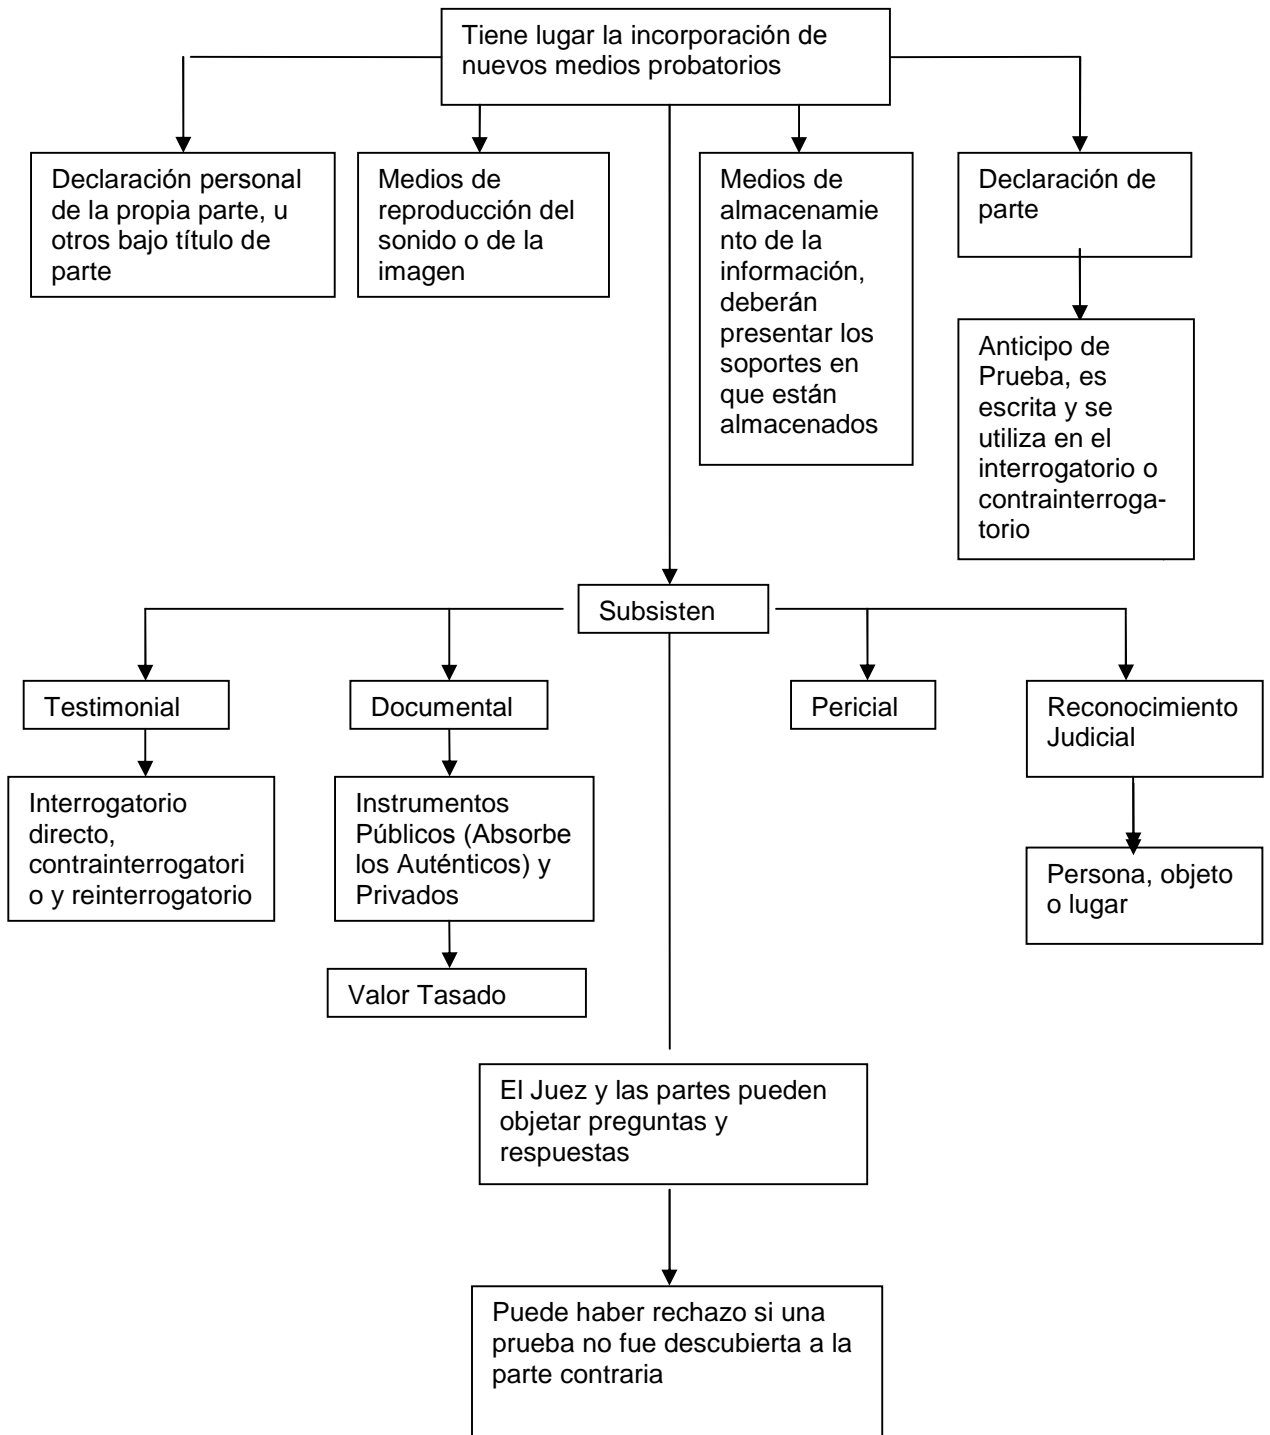 Tiene lugar la incorporación de
nuevos medios probatorios
Declaración personal
de la propia parte, u
otros bajo título de
parte
Medios de
reproducción del
sonido o de la
imagen
Medios de
almacenamie
nto de la
información,
deberán
presentar los
soportes en
que están
almacenados
Declaración de
parte
Anticipo de
Prueba, es
escrita y se
utiliza en el
interrogatorio o
contrainterroga-
torio
Subsisten
Testimonial
Documental
Pericial
Reconocimiento
Judicial
Interrogatorio
directo,
contrainterrogatori
o y reinterrogatorio
Instrumentos
Públicos (Absorbe
los Auténticos) y
Privados
Persona, objeto
o lugar
Valor Tasado
El Juez y las partes pueden
objetar preguntas y
respuestas
Puede haber rechazo si una
prueba no fue descubierta a la
parte contraria